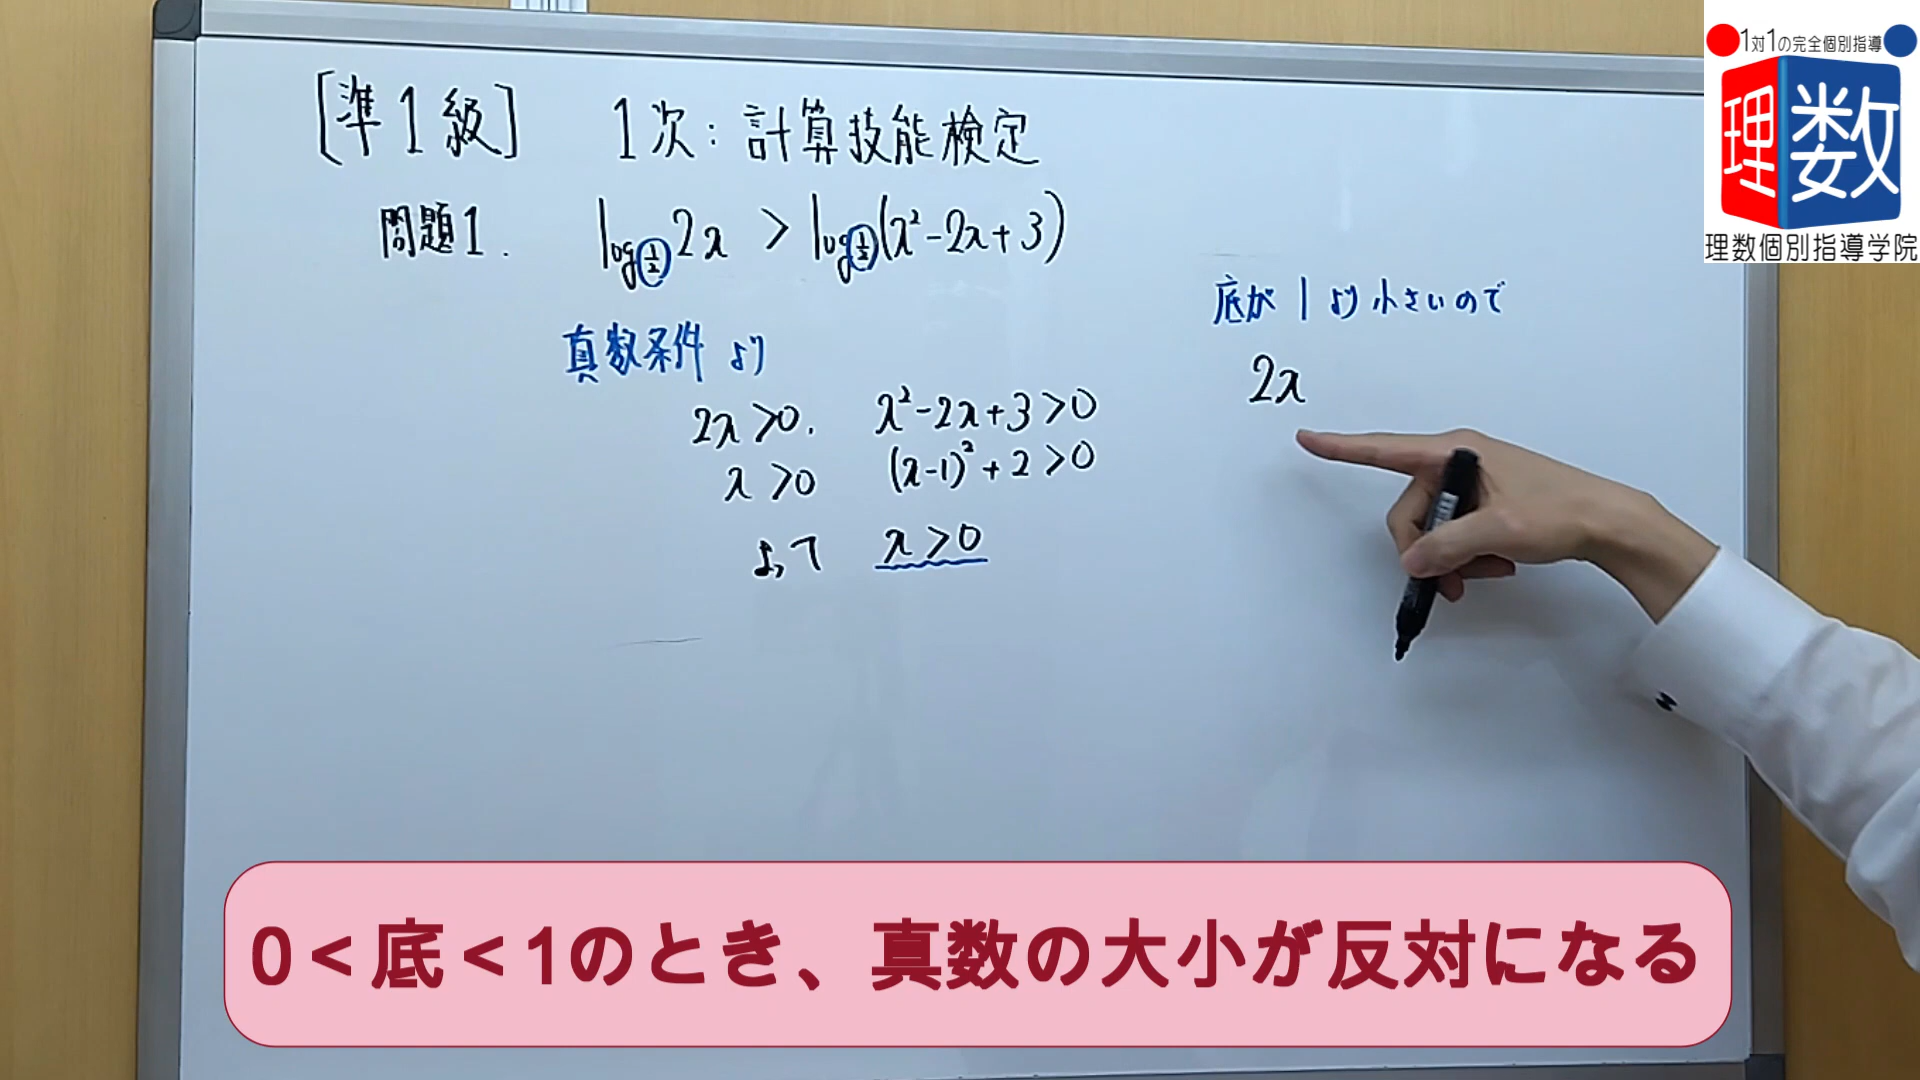 [準1級] 1次:計算技能検定
問題1. log_{1/2} 2x > log_{1/2}(x²-2x+3)
真数条件より
2x>0, x²-2x+3>0
x>0 (x-1)²+2>0
よって x>0
底が1より小さいので
2x
0<底<1のとき、真数の大小が反対になる
1対1の完全個別指導
理数
理数個別指導学院